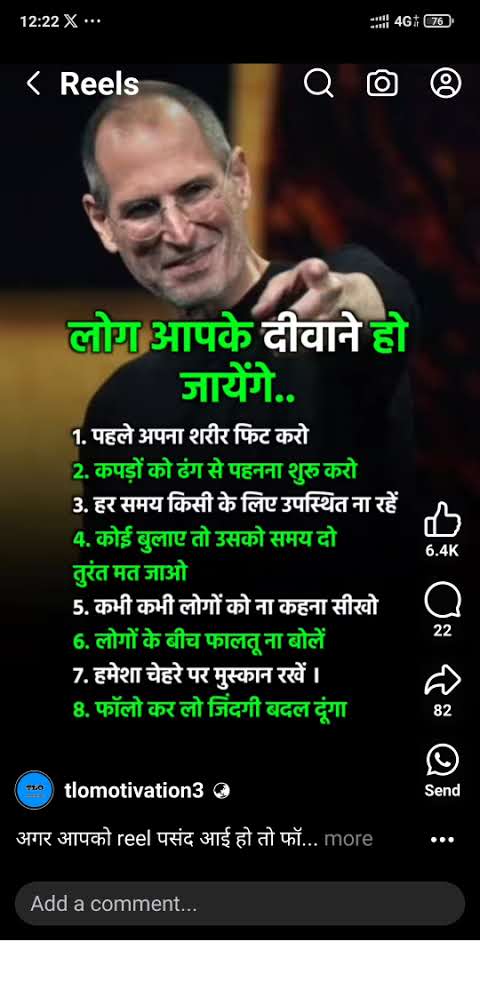 12:22 X ...
4G 76
Reels
लोग आपके दीवाने हो
जायेंगे..
1. पहले अपना शरीर फिट करो
2. कपड़ों को ढंग से पहनना शुरू करो
3. हर समय किसी के लिए उपस्थित ना रहें
4. कोई बुलाए तो उसको समय दो
तुरंत मत जाओ
5. कभी कभी लोगों को ना कहना सीखो
6. लोगों के बीच फालतू ना बोलें
7. हमेशा चेहरे पर मुस्कान रखें ।
8. फॉलो कर लो जिंदगी बदल दूंगा
6.4K
22
82
Send
TLO
tlomotivation3
अगर आपको reel पसंद आई हो तो फॉ... more
Add a comment...